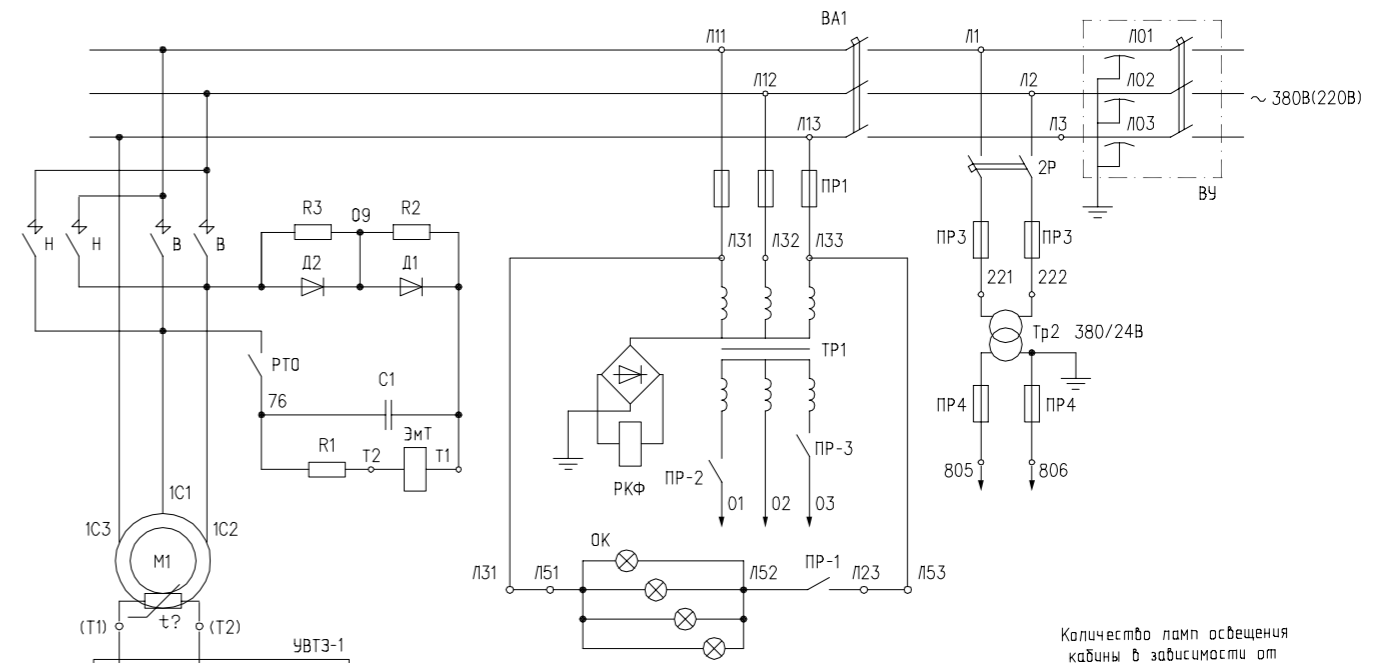 ВА1
Л11
Л1
Л01
Л12
Л2
Л02
~ 380В(220В)
Л13
Л3
Л03
2Р
ВУ
ПР1
R3
О9
R2
Н
Н
В
В
Л31
Л32
Л33
ПР3
ПР3
Д2
Д1
221
222
Тр2 380/24В
РТО
ТР1
С1
76
ПР4
ПР4
ЭмТ
R1
Т2
Т1
ПР-3
ПР-2
805
806
РКФ
1С1
01
02
03
1С3
1С2
ОК
М1
Л31
Л51
Л52
ПР-1
Л23
Л53
t?
(Т1)
(Т2)
УВТЗ-1
Количество ламп освещения
кабины в зависимости от